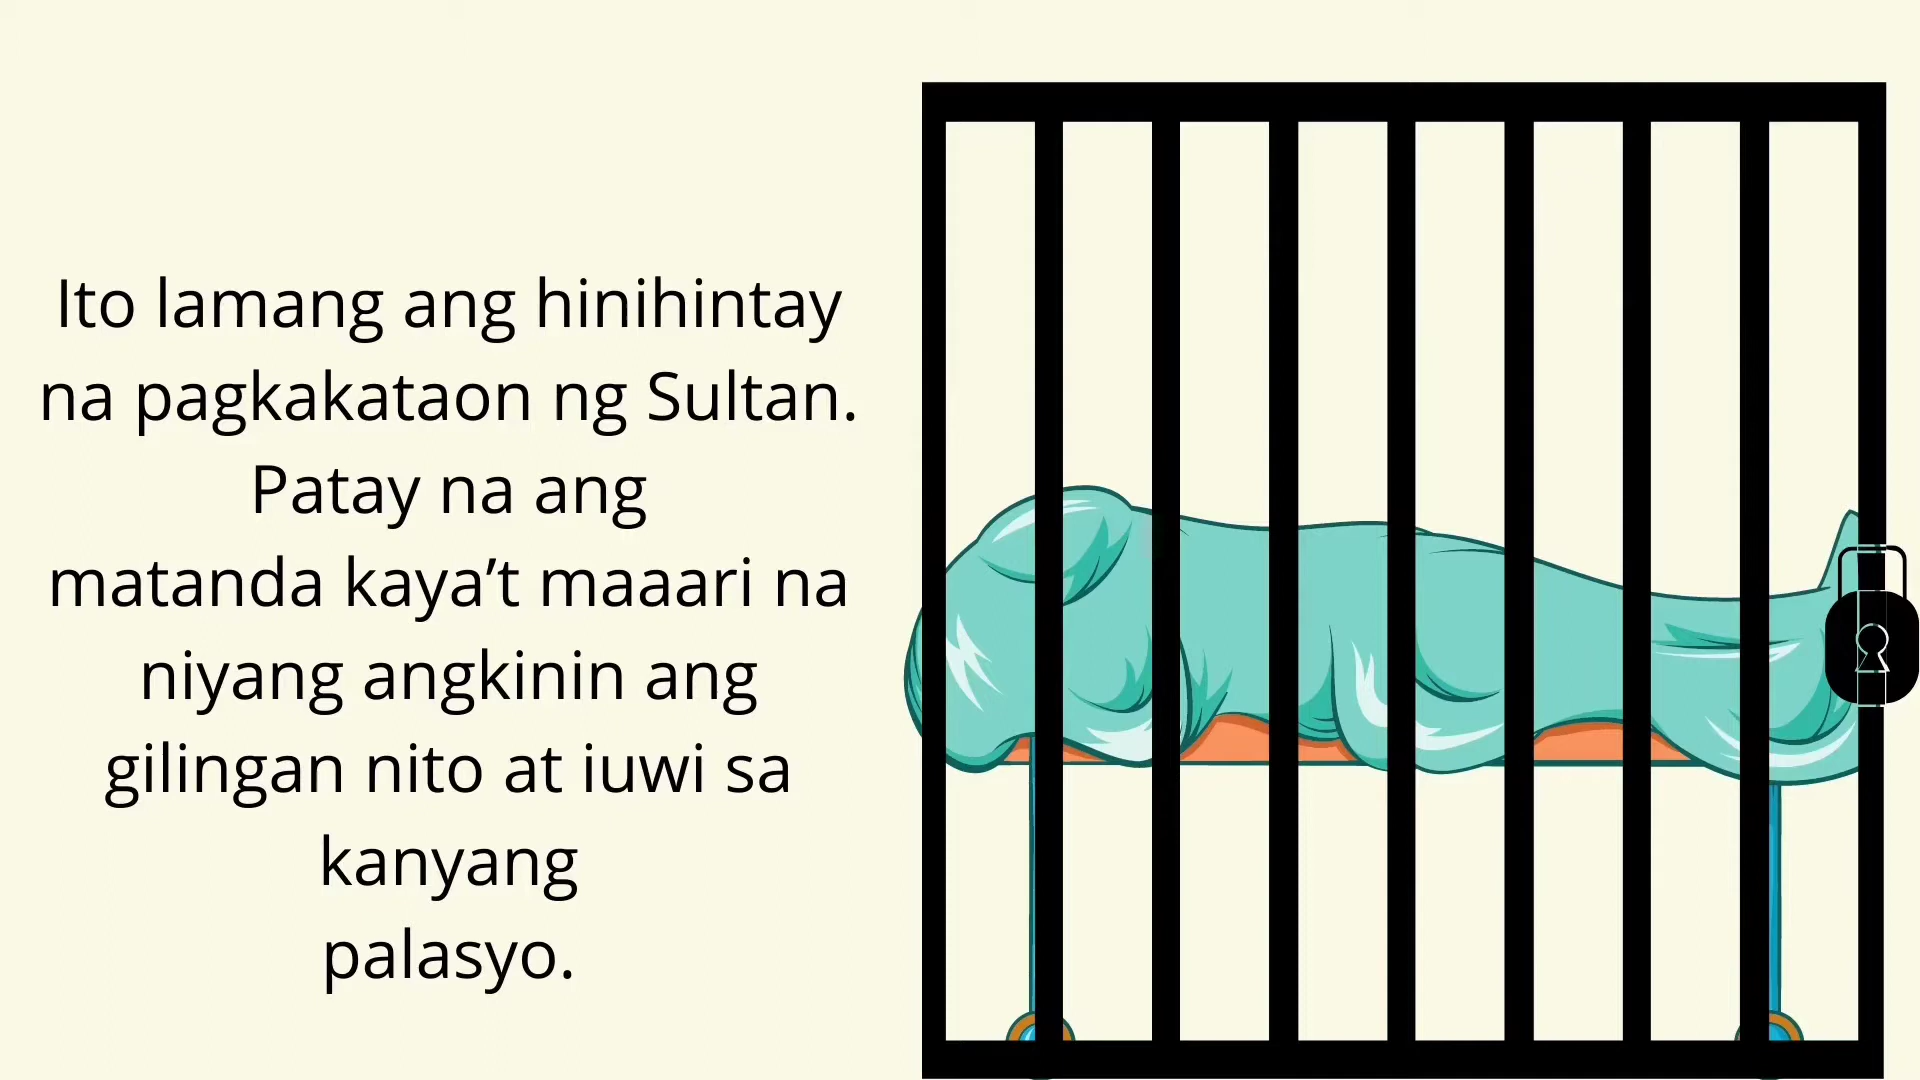 Ito lamang ang hinihintay
na pagkakataon ng Sultan.
Patay na ang
matanda kaya’t maaari na
niyang angkinin ang
gilingan nito at iuwi sa
kanyang
palasyo.